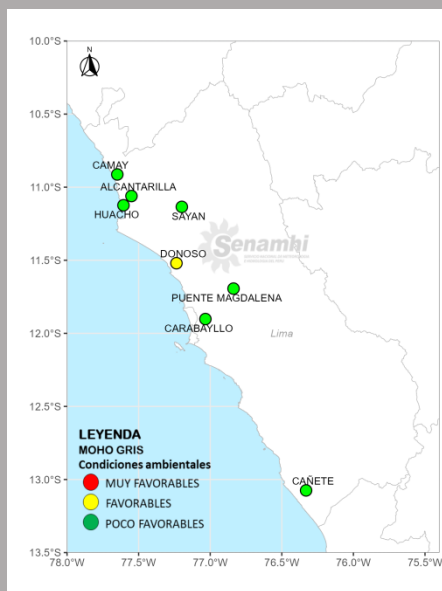 10.0°S
N
10.5°S
CAMAY
11.0°S
ALCANTARILLA
HUACHO
SAYAN
Senamhi
DONOSO
11.5°S
PUENTE MAGDALENA
12.0°S
CARABAYLLO
Lima
12.5°S
LEYENDA
MOHO GRIS
Condiciones ambientales
MUY FAVORABLES
FAVORABLES
POCO FAVORABLES
13.0°S
CAÑETE
13.5°S
78.0°W 77.5°W 77.0°W 76.5°W 76.0°W 75.5°W